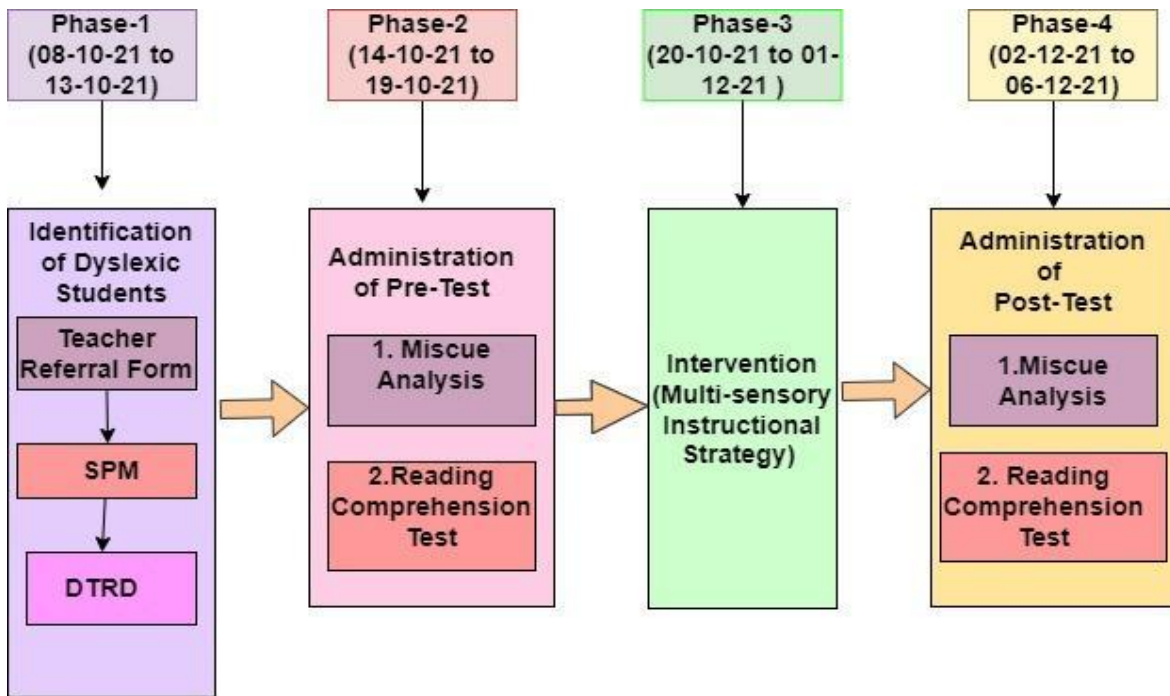 Phase-1
(08-10-21 to
13-10-21)
Phase-2
(14-10-21 to
19-10-21)
Phase-3
(20-10-21 to 01-
12-21 )
Phase-4
(02-12-21 to
06-12-21)
Identification
of Dyslexic
Students
Teacher
Referral Form
SPM
DTRD
Administration
of Pre-Test
1. Miscue
Analysis
2.Reading
Comprehension
Test
Intervention
(Multi-sensory
Instructional
Strategy)
Administration
of
Post-Test
1.Miscue
Analysis
2. Reading
Comprehension
Test